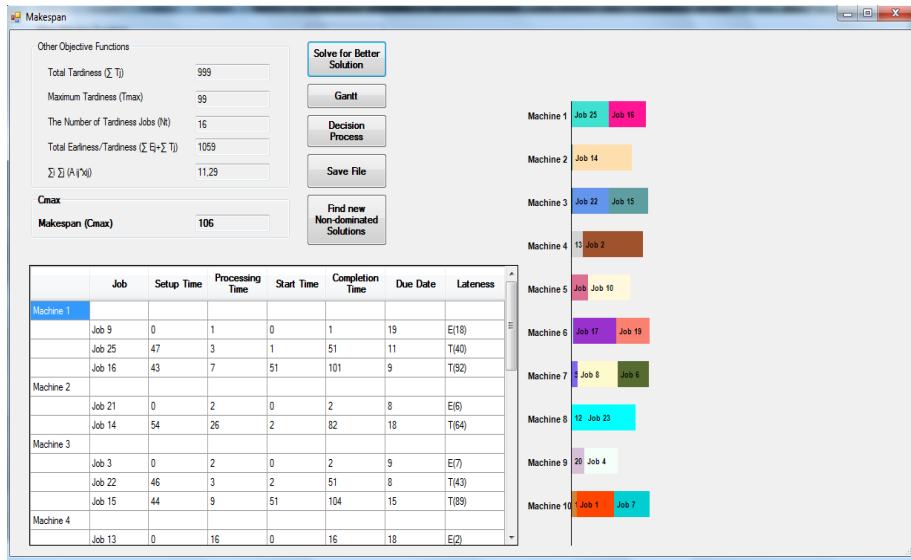 Makespan
Other Objective Functions
Total Tardiness (∑ Tj) 999
Maximum Tardiness (Tmax) 99
The Number of Tardiness Jobs (Nt) 16
Total Earliness/Tardiness (∑ Ej+∑ Tj) 1059
∑i ∑j (A ij*xij) 11,29
Cmax
Makespan (Cmax) 106
Solve for Better
Solution
Gantt
Decision
Process
Save File
Find new
Non-dominated
Solutions
Job Setup Time Processing Time Start Time Completion Time Due Date Lateness
Machine 1
Job 9 0 1 0 1 19 E(18)
Job 25 47 3 1 51 11 T(40)
Job 16 43 7 51 101 9 T(92)
Machine 2
Job 21 0 2 0 2 8 E(6)
Job 14 54 26 2 82 18 T(64)
Machine 3
Job 3 0 2 0 2 9 E(7)
Job 22 46 3 2 51 8 T(43)
Job 15 44 9 51 104 15 T(89)
Machine 4
Job 13 0 16 0 16 18 E(2)
Machine 1 Job 25 Job 16
Machine 2 Job 14
Machine 3 Job 22 Job 15
Machine 4 13 Job 2
Machine 5 Job Job 10
Machine 6 Job 17 Job 19
Machine 7 Job 8 Job 6
Machine 8 12 Job 23
Machine 9 20 Job 4
Machine 10 Job 1 Job 7